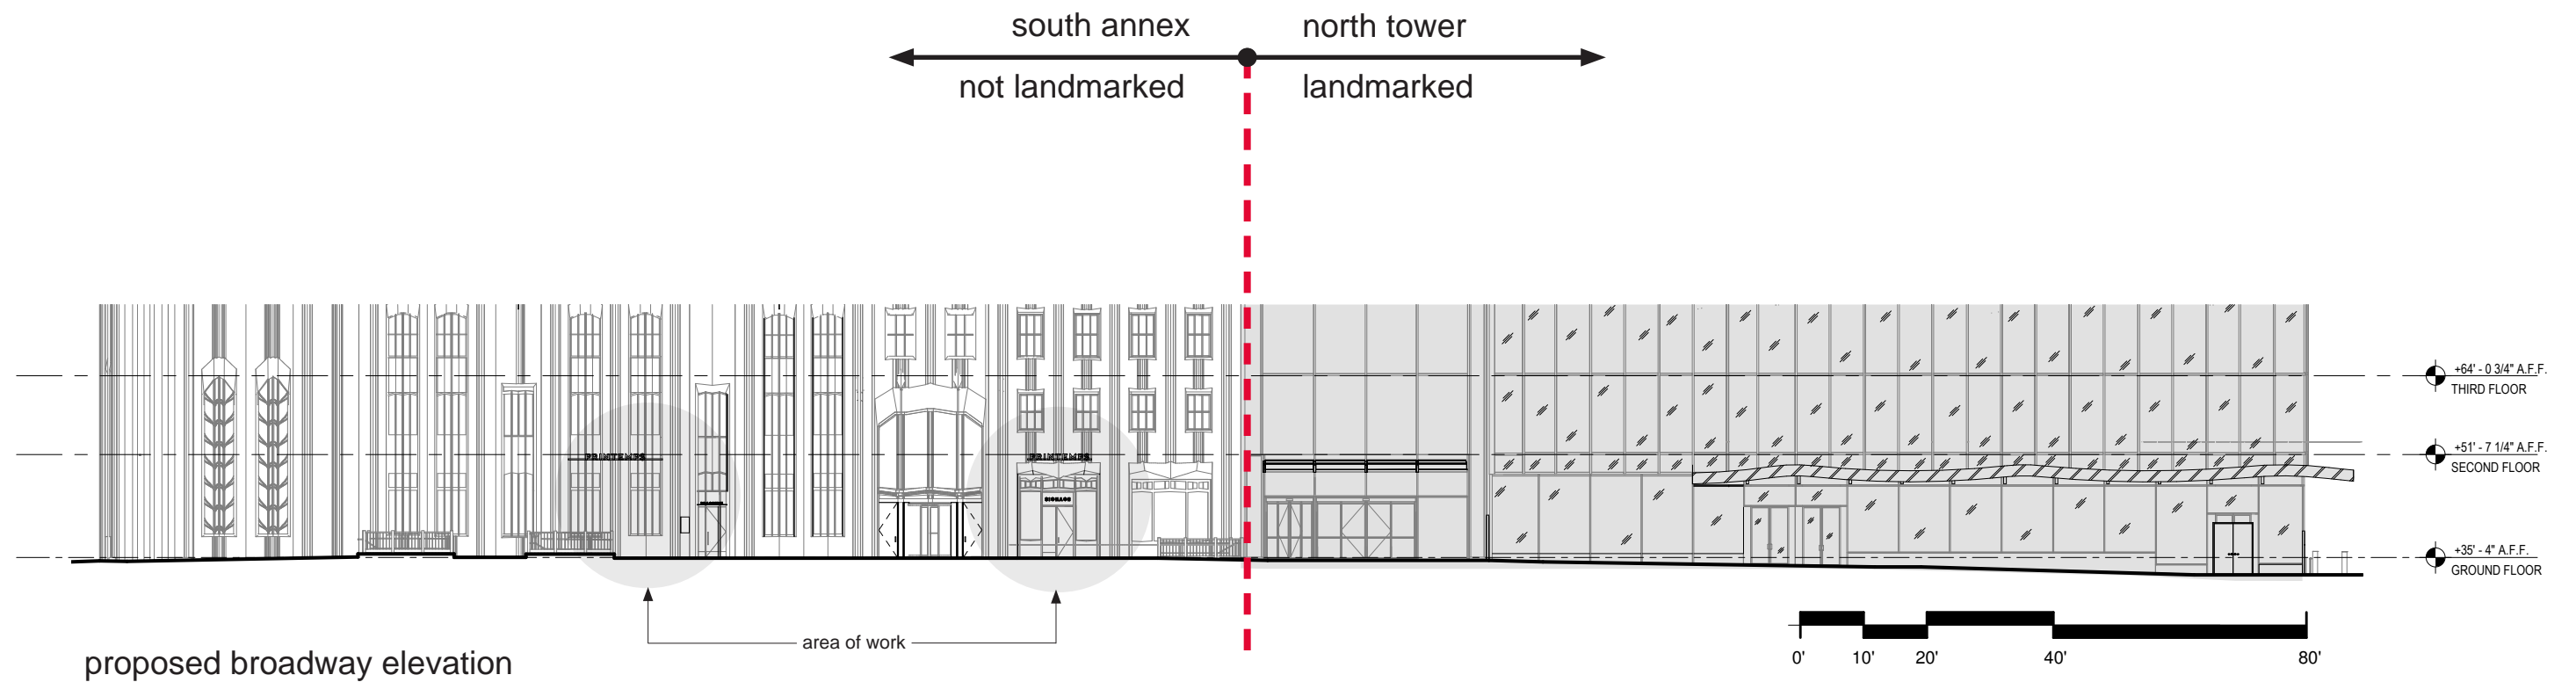 south annex
north tower
not landmarked
landmarked
+64' - 0 3/4" A.F.F.
THIRD FLOOR
PRINTEMPS
PRINTEMPS
+51' - 7 1/4" A.F.F.
SECOND FLOOR
SIGNAGE
+35' - 4" A.F.F.
GROUND FLOOR
area of work
0'
10'
20'
40'
80'
proposed broadway elevation